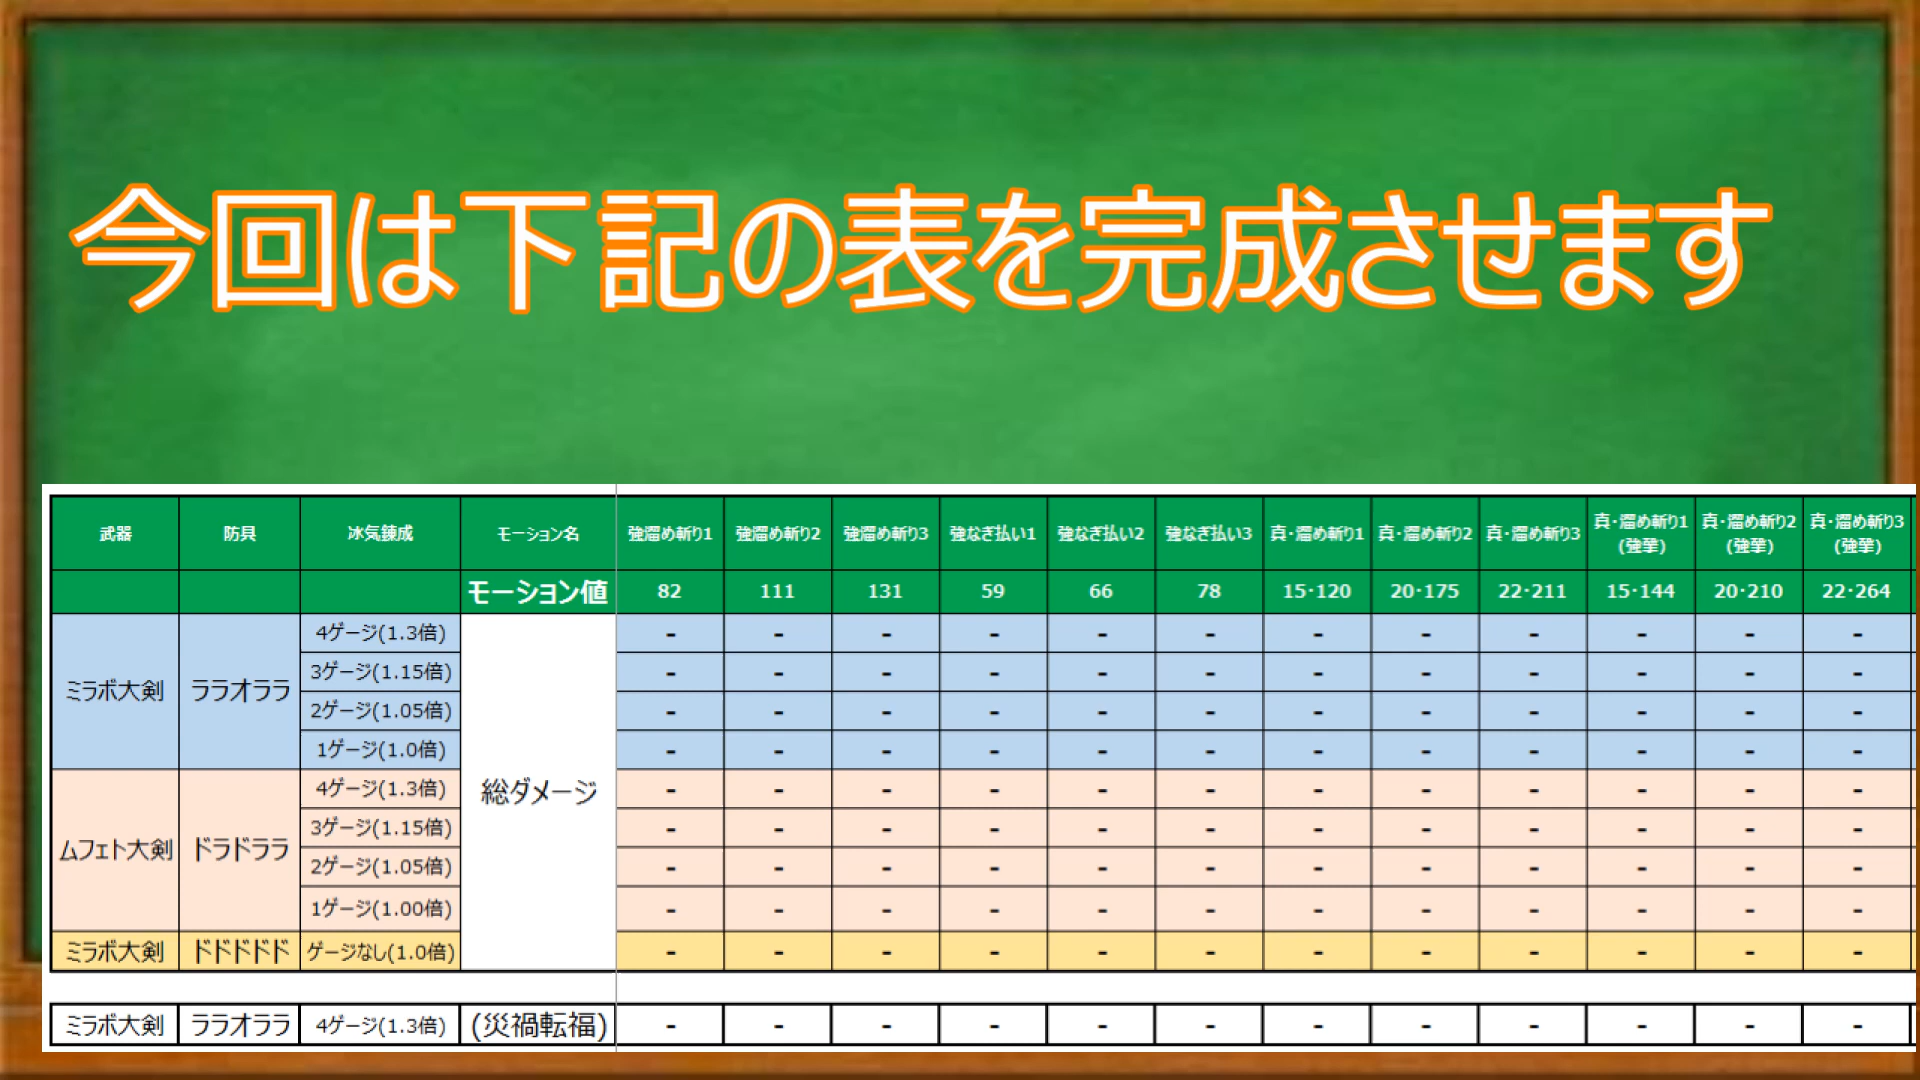 今回は下記の表を完成させます
武器 防具 冰気錬成 モーション名 強溜め斬り1 強溜め斬り2 強溜め斬り3 強なぎ払い1 強なぎ払い2 強なぎ払い3 真・溜め斬り1 真・溜め斬り2 真・溜め斬り3 真・溜め斬り1(強撃) 真・溜め斬り2(強撃) 真・溜め斬り3(強撃)
モーション値 82 111 131 59 66 78 15・120 20・175 22・211 15・144 20・210 22・264
ミラボ大剣 ララオララ 4ゲージ(1.3倍) 総ダメージ - - - - - - - - - - - -
3ゲージ(1.15倍) - - - - - - - - - - - -
2ゲージ(1.05倍) - - - - - - - - - - - -
1ゲージ(1.0倍) - - - - - - - - - - - -
ムフェト大剣 ドラドララ 4ゲージ(1.3倍) - - - - - - - - - - - -
3ゲージ(1.15倍) - - - - - - - - - - - -
2ゲージ(1.05倍) - - - - - - - - - - - -
1ゲージ(1.00倍) - - - - - - - - - - - -
ミラボ大剣 ドドドドド ゲージなし(1.0倍) - - - - - - - - - - - -
ミラボ大剣 ララオララ 4ゲージ(1.3倍) (災禍転福) - - - - - - - - - - - -